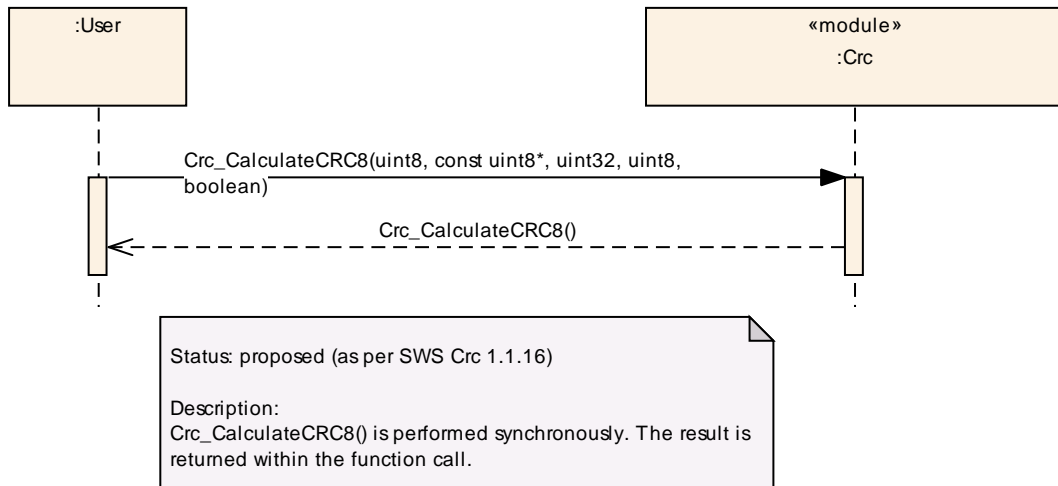 :User
«module»
:Crc
Crc_CalculateCRC8(uint8, const uint8*, uint32, uint8,
boolean)
Crc_CalculateCRC8()
Status: proposed (as per SWS Crc 1.1.16)
Description:
Crc_CalculateCRC8() is performed synchronously. The result is
returned within the function call.